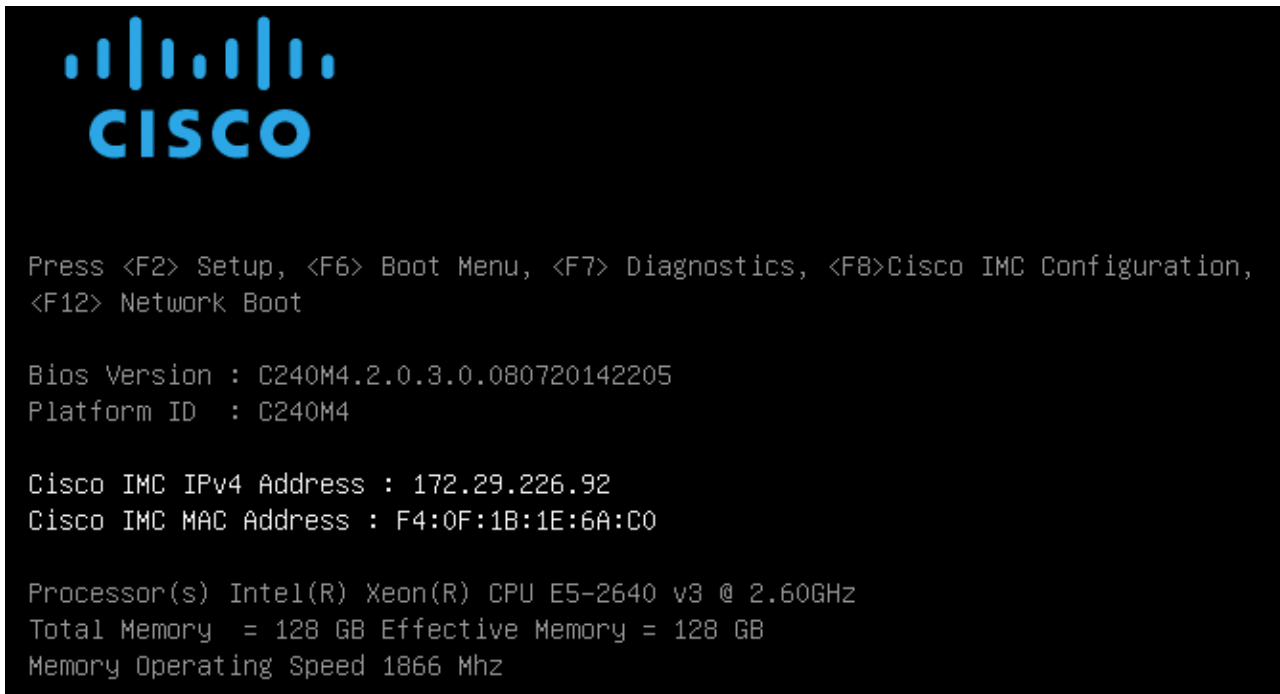 CISCO
Press <F2> Setup, <F6> Boot Menu, <F7> Diagnostics, <F8>Cisco IMC Configuration,
<F12> Network Boot
Bios Version : C240M4.2.0.3.0.080720142205
Platform ID  : C240M4
Cisco IMC IPv4 Address : 172.29.226.92
Cisco IMC MAC Address : F4:0F:1B:1E:6A:C0
Processor(s) Intel(R) Xeon(R) CPU E5-2640 v3 @ 2.60GHz
Total Memory  = 128 GB Effective Memory = 128 GB
Memory Operating Speed 1866 Mhz